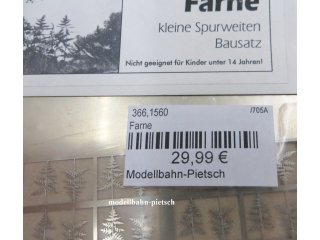 Farne
kleine Spurweiten
Bausatz
Nicht geeignet für Kinder unter 14 Jahren!
366,1560 /705A
Farne
29,99 €
Modellbahn-Pietsch
modellbahn-pietsch